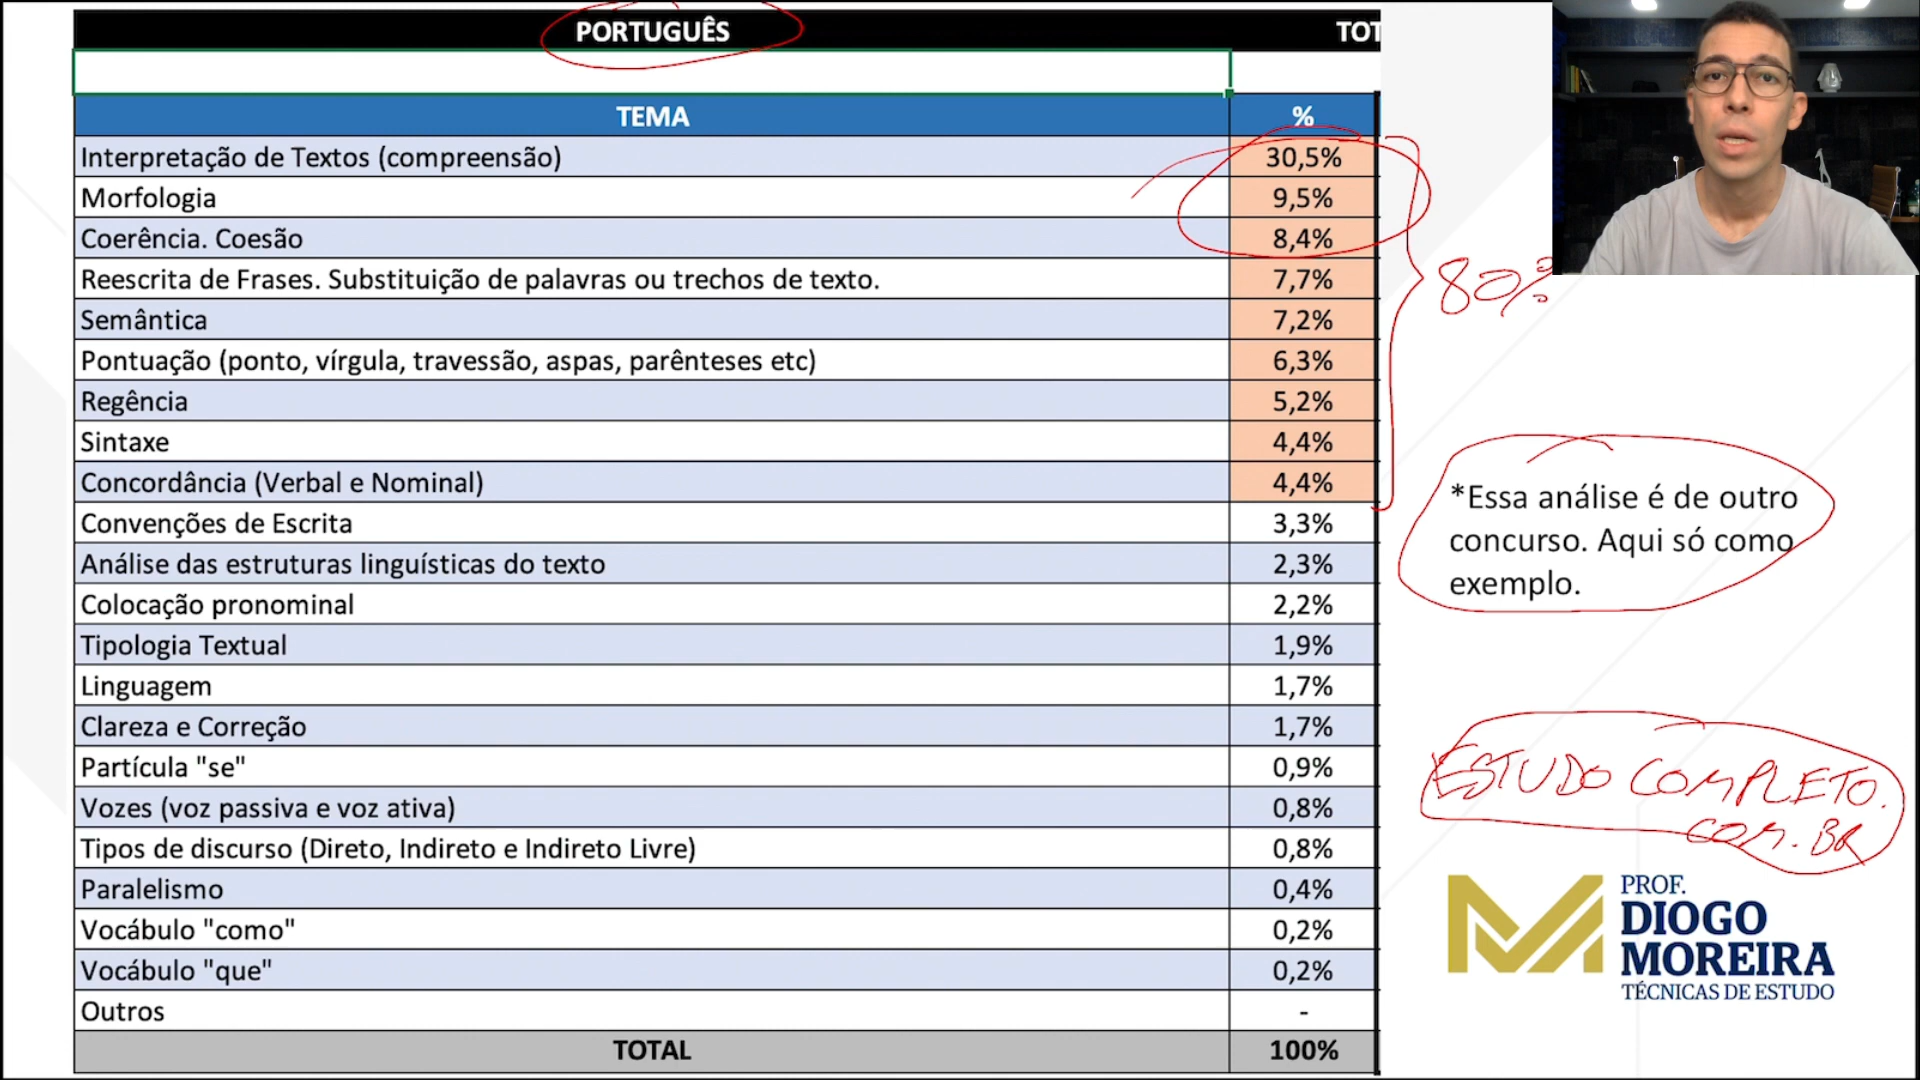 PORTUGUÊS TOT
TEMA %
Interpretação de Textos (compreensão) 30,5%
Morfologia 9,5%
Coerência. Coesão 8,4%
Reescrita de Frases. Substituição de palavras ou trechos de texto. 7,7%
Semântica 7,2%
Pontuação (ponto, vírgula, travessão, aspas, parênteses etc) 6,3%
Regência 5,2%
Sintaxe 4,4%
Concordância (Verbal e Nominal) 4,4%
Convenções de Escrita 3,3%
Análise das estruturas linguísticas do texto 2,3%
Colocação pronominal 2,2%
Tipologia Textual 1,9%
Linguagem 1,7%
Clareza e Correção 1,7%
Partícula "se" 0,9%
Vozes (voz passiva e voz ativa) 0,8%
Tipos de discurso (Direto, Indireto e Indireto Livre) 0,8%
Paralelismo 0,4%
Vocábulo "como" 0,2%
Vocábulo "que" 0,2%
Outros -
TOTAL 100%
80%
*Essa análise é de outro
concurso. Aqui só como
exemplo.
ESTUDO COMPLETO.
COM.BR
PROF.
DIOGO
MOREIRA
TÉCNICAS DE ESTUDO